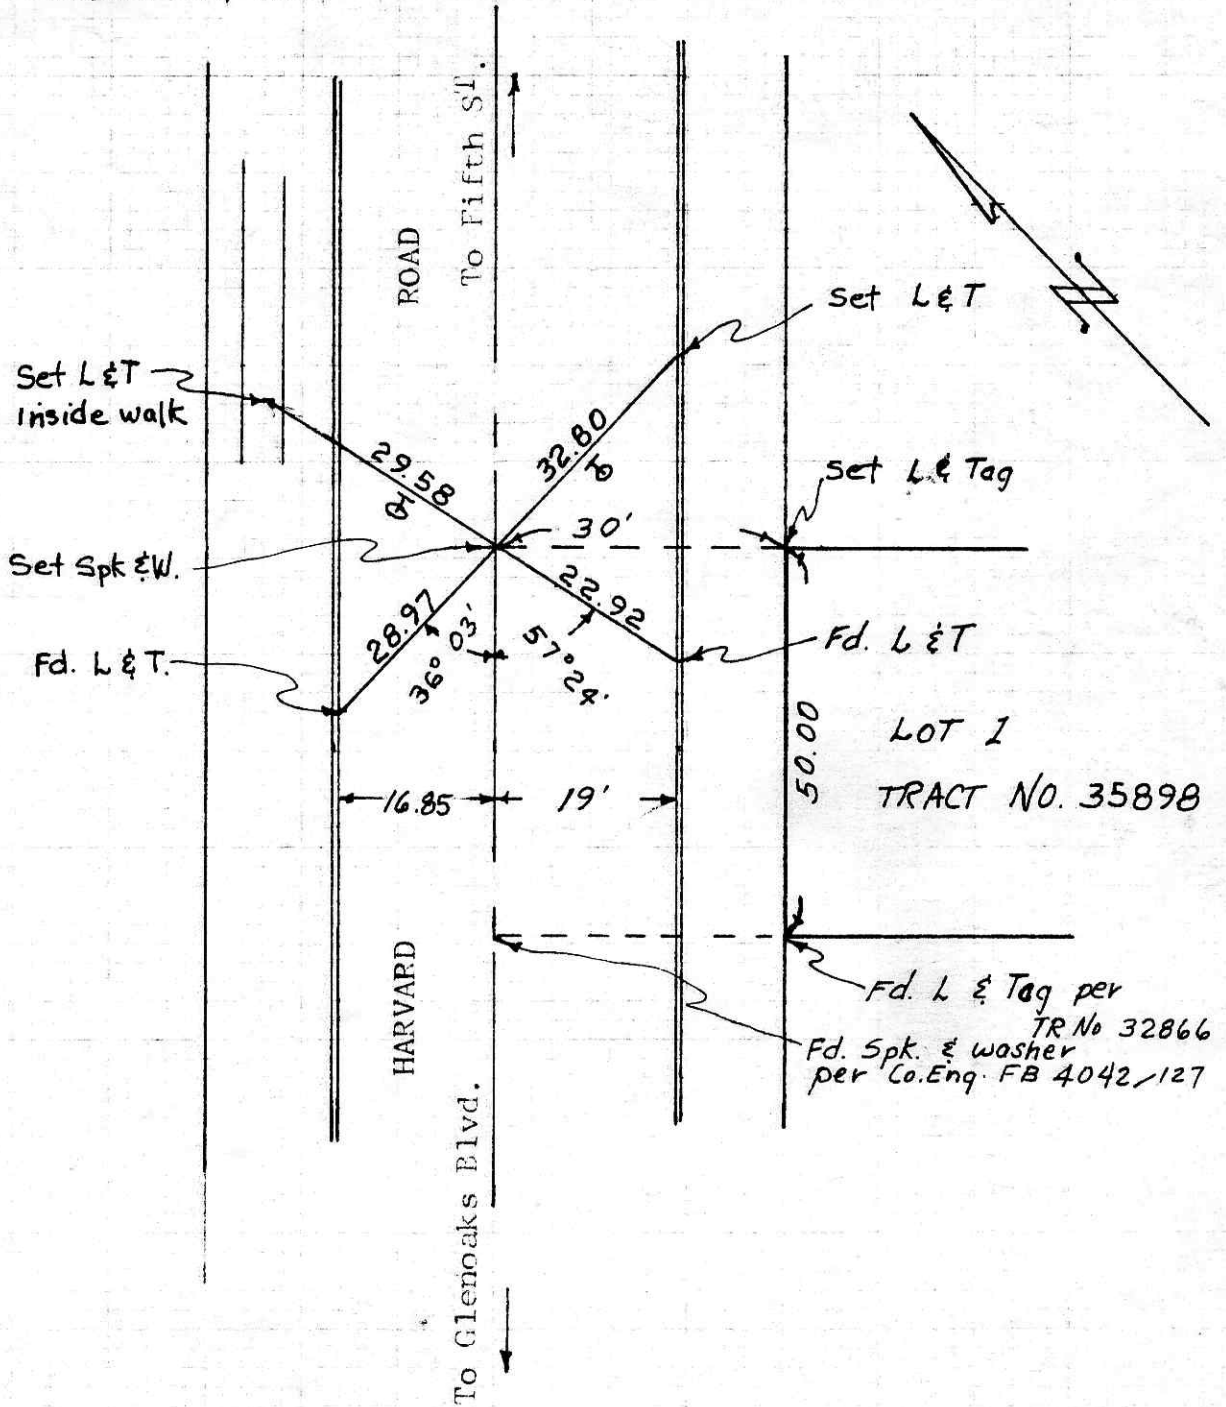 To Fifth ST.
ROAD
Set L & T
Set L & T
Inside walk
29.58
32.80
Set L & Tag
30'
Set Spk & W.
22.92
28.97
36° 03'
57° 24'
Fd. L & T.
Fd. L & T
LOT 1
50.00
TRACT NO. 35898
16.85
19'
HARVARD
Fd. L & Tag per
TR No 32866
Fd. Spk. & washer
per Co.Eng. FB 4042/127
To Glenoaks Blvd.